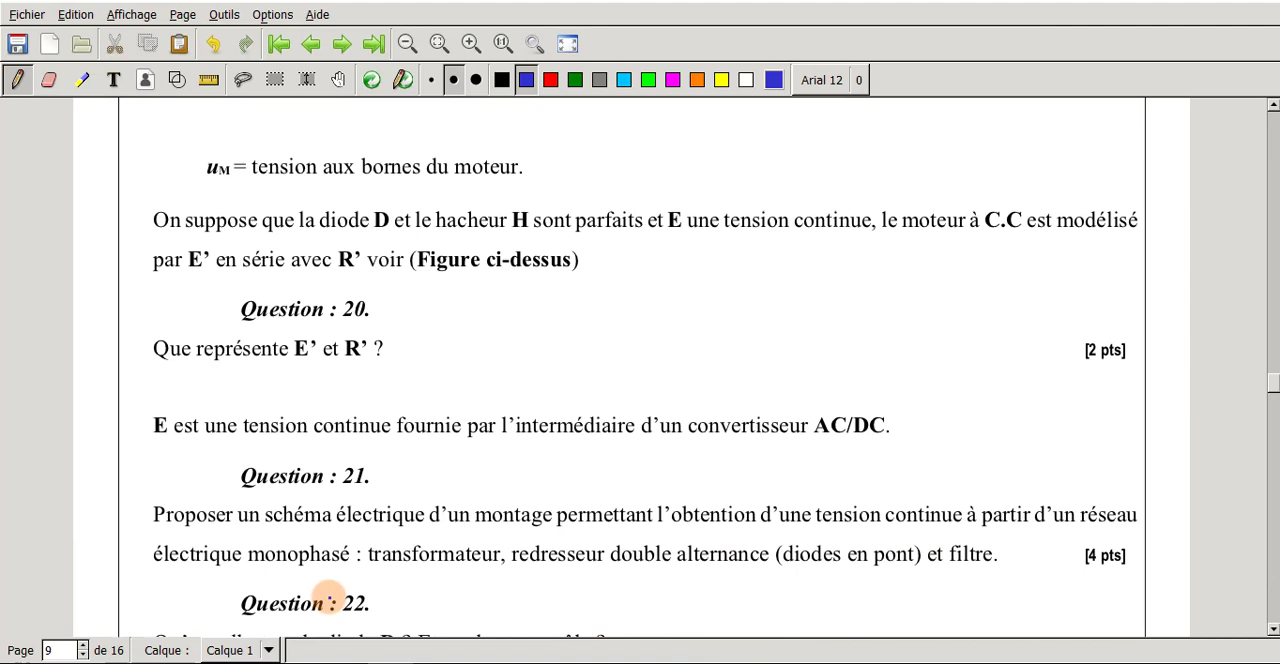 Fichier Edition Affichage Page Outils Options Aide
T Arial 12 0
uM = tension aux bornes du moteur.
On suppose que la diode D et le hacheur H sont parfaits et E une tension continue, le moteur à C.C est modélisé
par E’ en série avec R’ voir (Figure ci-dessus)
Question : 20.
Que représente E’ et R’ ? [2 pts]
E est une tension continue fournie par l’intermédiaire d’un convertisseur AC/DC.
Question : 21.
Proposer un schéma électrique d’un montage permettant l’obtention d’une tension continue à partir d’un réseau
électrique monophasé : transformateur, redresseur double alternance (diodes en pont) et filtre. [4 pts]
Question : 22.
Page 9 de 16 Calque : Calque 1